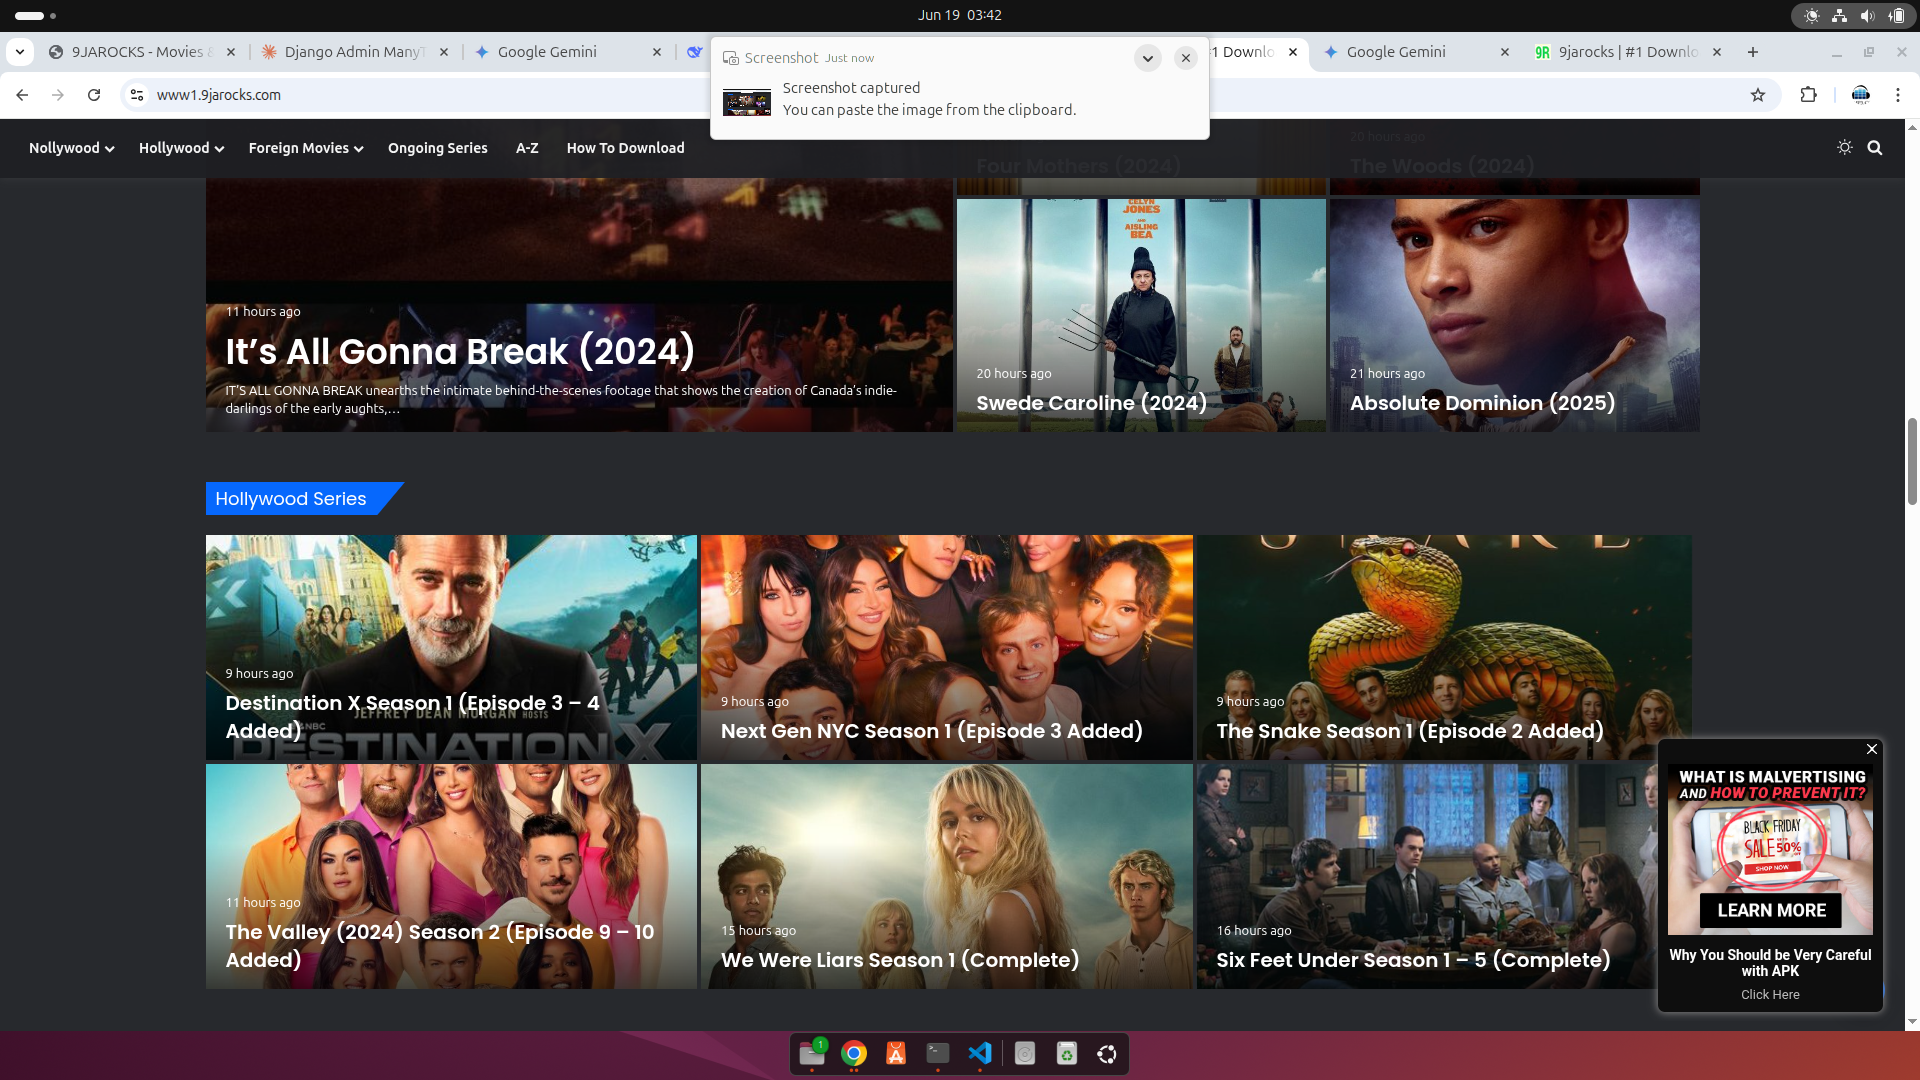 Jun 19 03:42
9JAROCKS - Movies &
Django Admin ManyT
Google Gemini
#1 Downlo
Google Gemini
9jarocks | #1 Downlo
www1.9jarocks.com
Screenshot Just now
Screenshot captured
You can paste the image from the clipboard.
Nollywood
Hollywood
Foreign Movies
Ongoing Series
A-Z
How To Download
20 hours ago
Four Mothers (2024)
The Woods (2024)
11 hours ago
It’s All Gonna Break (2024)
IT’S ALL GONNA BREAK unearths the intimate behind-the-scenes footage that shows the creation of Canada’s indie-
darlings of the early aughts,…
CELYN
JONES
AND
AISLING
BEA
20 hours ago
Swede Caroline (2024)
21 hours ago
Absolute Dominion (2025)
Hollywood Series
9 hours ago
Destination X Season 1 (Episode 3 – 4
Added)
JEFFREY DEAN MORGAN HOSTS
NBC
DESTINATION X
9 hours ago
Next Gen NYC Season 1 (Episode 3 Added)
SNAKE
9 hours ago
The Snake Season 1 (Episode 2 Added)
11 hours ago
The Valley (2024) Season 2 (Episode 9 – 10
Added)
15 hours ago
We Were Liars Season 1 (Complete)
16 hours ago
Six Feet Under Season 1 – 5 (Complete)
WHAT IS MALVERTISING
AND HOW TO PREVENT IT?
BLACK FRIDAY
SALE 50%
SHOP NOW
LEARN MORE
Why You Should be Very Careful
with APK
Click Here
1